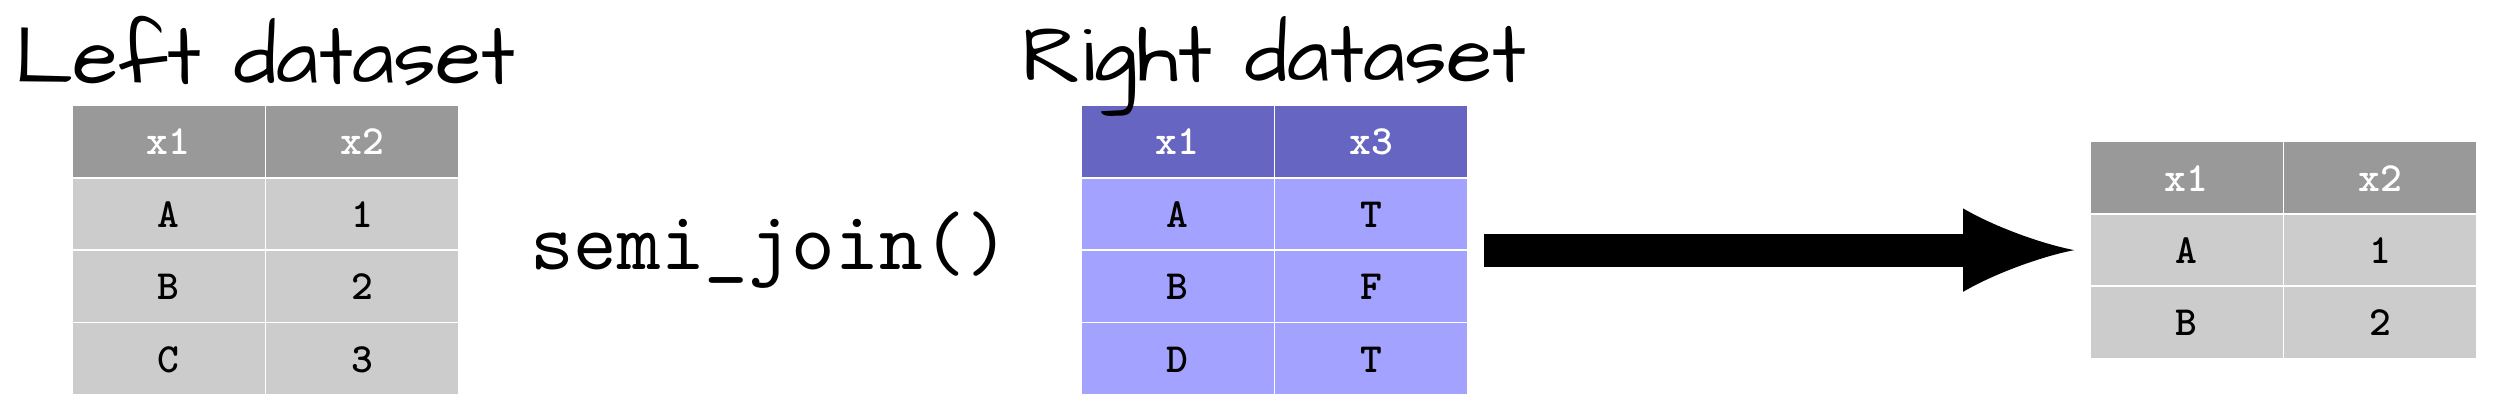 Left dataset
x1 x2
A 1
B 2
C 3
semi_join()
Right dataset
x1 x3
A T
B F
D T
x1 x2
A 1
B 2